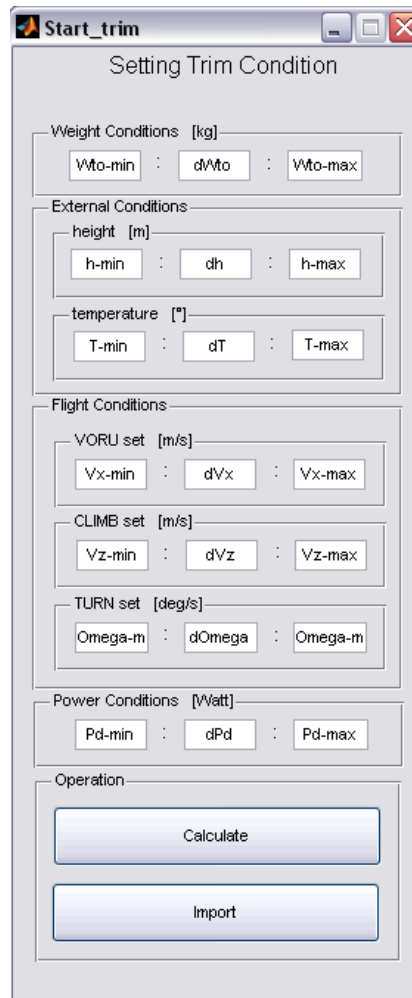 Start_trim
Setting Trim Condition
Weight Conditions [kg]
Wto-min : dWto : Wto-max
External Conditions
height [m]
h-min : dh : h-max
temperature [°]
T-min : dT : T-max
Flight Conditions
VORU set [m/s]
Vx-min : dVx : Vx-max
CLIMB set [m/s]
Vz-min : dVz : Vz-max
TURN set [deg/s]
Omega-m : dOmega : Omega-m
Power Conditions [Watt]
Pd-min : dPd : Pd-max
Operation
Calculate
Import